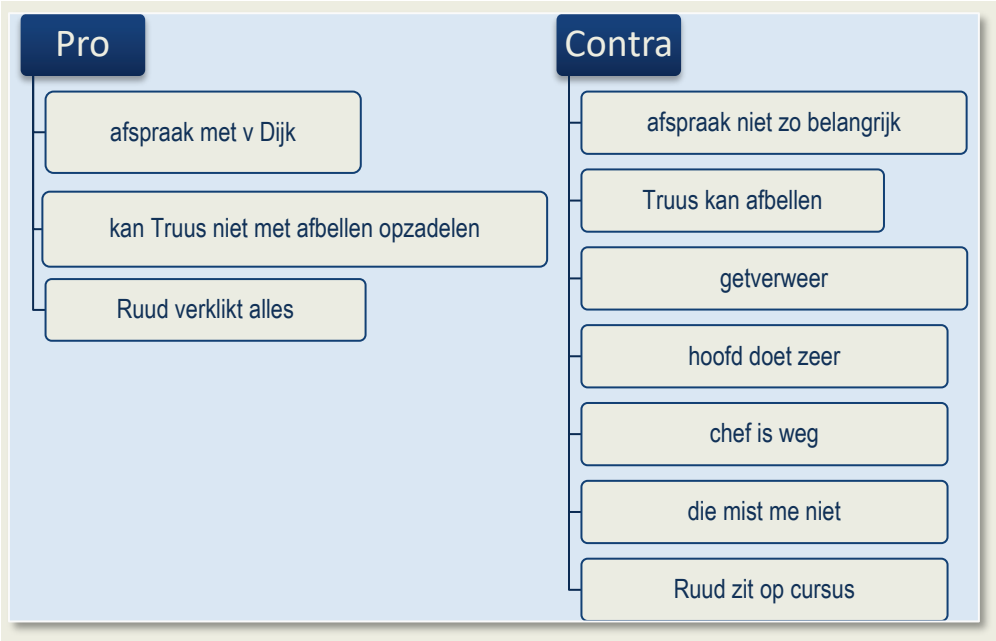 Pro
afspraak met v Dijk
kan Truus niet met afbellen opzadelen
Ruud verklikt alles
Contra
afspraak niet zo belangrijk
Truus kan afbellen
getverweer
hoofd doet zeer
chef is weg
die mist me niet
Ruud zit op cursus